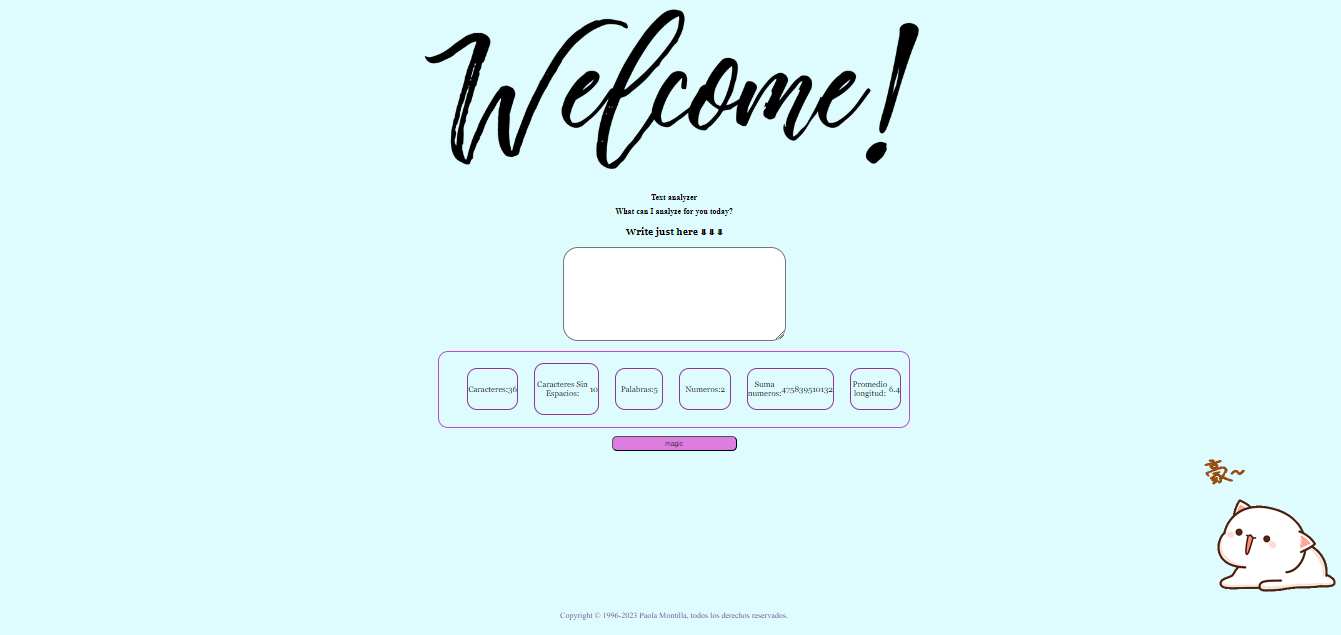 Welcome!
Text analyzer
What can I analyze for you today?
Write just here ⬇⬇⬇
Caracteres:36
Caracteres Sin
Espacios: 10
Palabras:5
Numeros:2
Suma
numeros:475839510132
Promedio
longitud: 6.4
magic
豪~
Copyright © 1996-2023 Paola Montilla, todos los derechos reservados.